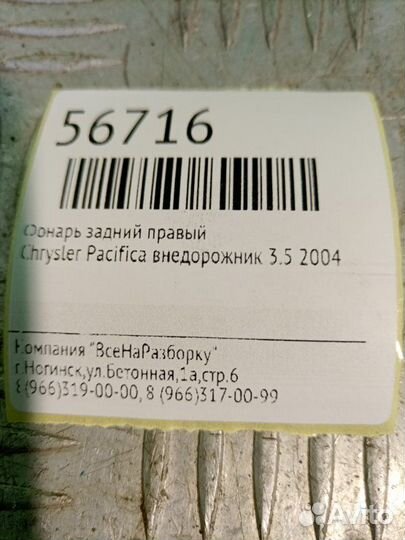 56716
Фонарь задний правый
Chrysler Pacifica внедорожник 3.5 2004
Компания "ВсеНаРазборку"
г.Ногинск,ул.Бетонная,1а,стр.6
8(966)319-00-00, 8 (966)317-00-99
Avito